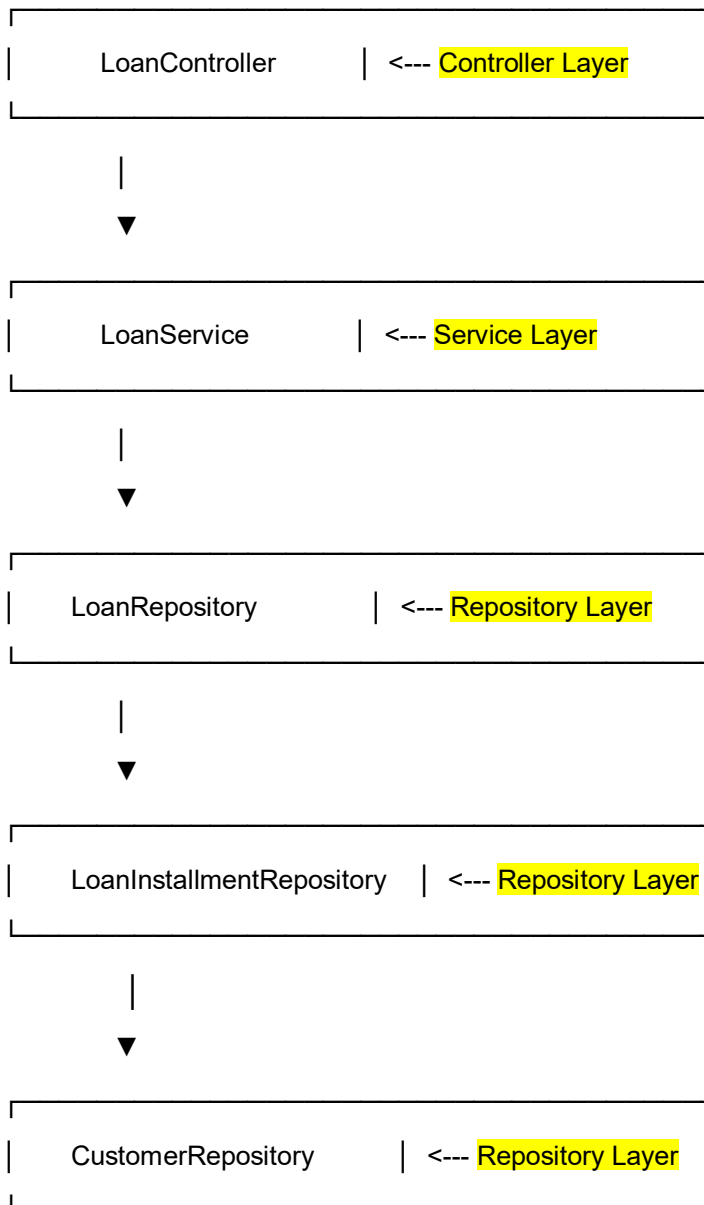 LoanController │ <--- Controller Layer
│
▼
LoanService │ <--- Service Layer
│
▼
LoanRepository │ <--- Repository Layer
│
▼
LoanInstallmentRepository │ <--- Repository Layer
│
▼
CustomerRepository │ <--- Repository Layer